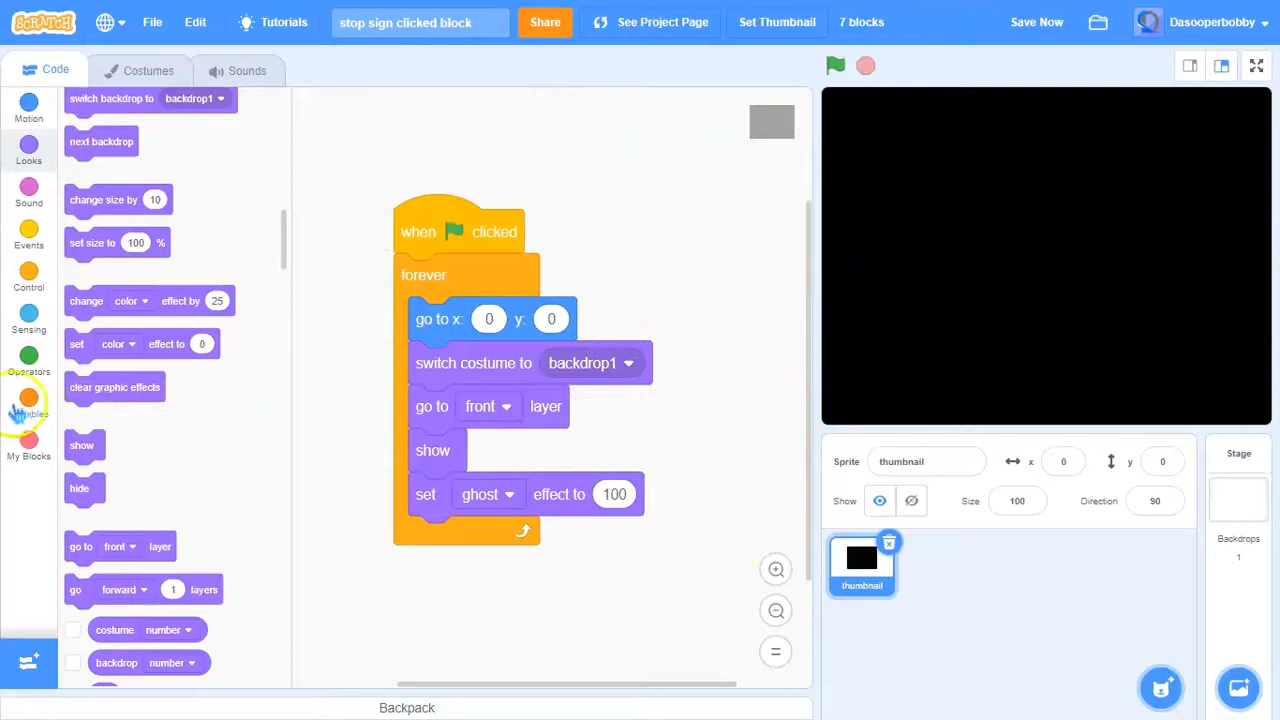 SCRATCH File Edit Tutorials stop sign clicked block Share See Project Page Set Thumbnail 7 blocks Save Now Dasooperbobby
Code Costumes Sounds
Motion
Looks
Sound
Events
Control
Sensing
Operators
My Blocks
switch backdrop to backdrop1
next backdrop
change size by 10
set size to 100 %
change color effect by 25
set color effect to 0
clear graphic effects
show
hide
go to front layer
go forward 1 layers
costume number
backdrop number
when clicked
forever
go to x: 0 y: 0
switch costume to backdrop1
go to front layer
show
set ghost effect to 100
Sprite thumbnail x 0 y 0
Show Size 100 Direction 90
thumbnail
Stage
Backdrops
1
Backpack